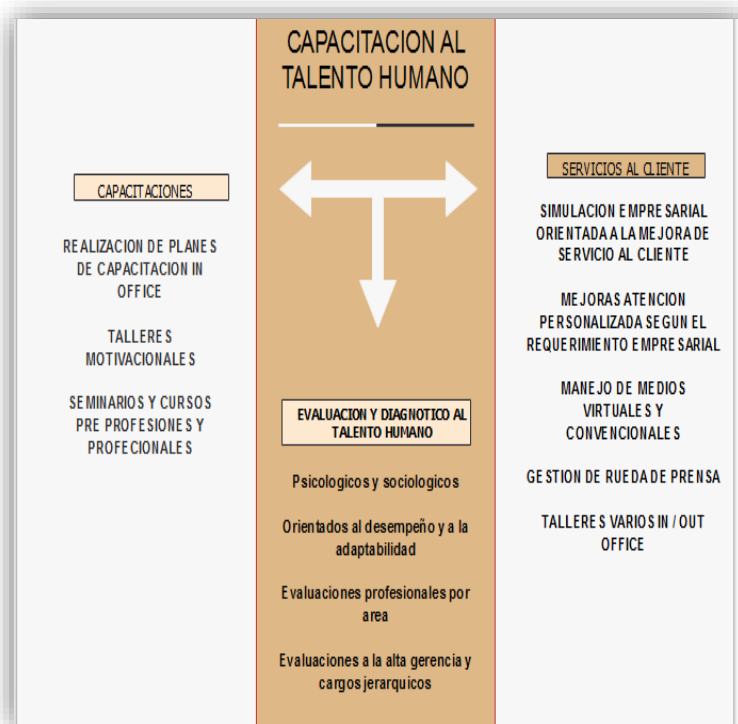 CAPACITACION AL
TALENTO HUMANO
CAPACITACIONES
REALIZACION DE PLANES
DE CAPACITACION IN
OFFICE
TALLERES
MOTIVACIONALES
SEMINARIOS Y CURSOS
PRE PROFESIONES Y
PROFECIONALES
EVALUACION Y DIAGNOTICO AL
TALENTO HUMANO
Psicologicos y sociologicos
Orientados al desempeño y a la
adaptabilidad
Evaluaciones profesionales por
area
Evaluaciones a la alta gerencia y
cargos jerarquicos
SERVICIOS AL CLIENTE
SIMULACION EMPRESARIAL
ORIENTADA A LA MEJORA DE
SERVICIO AL CLIENTE
MEJORAS ATENCION
PERSONALIZADA SEGUN EL
REQUERIMIENTO EMPRESARIAL
MANEJO DE MEDIOS
VIRTUALES Y
CONVENCIONALES
GESTION DE RUEDA DE PRENSA
TALLERES VARIOS IN / OUT
OFFICE